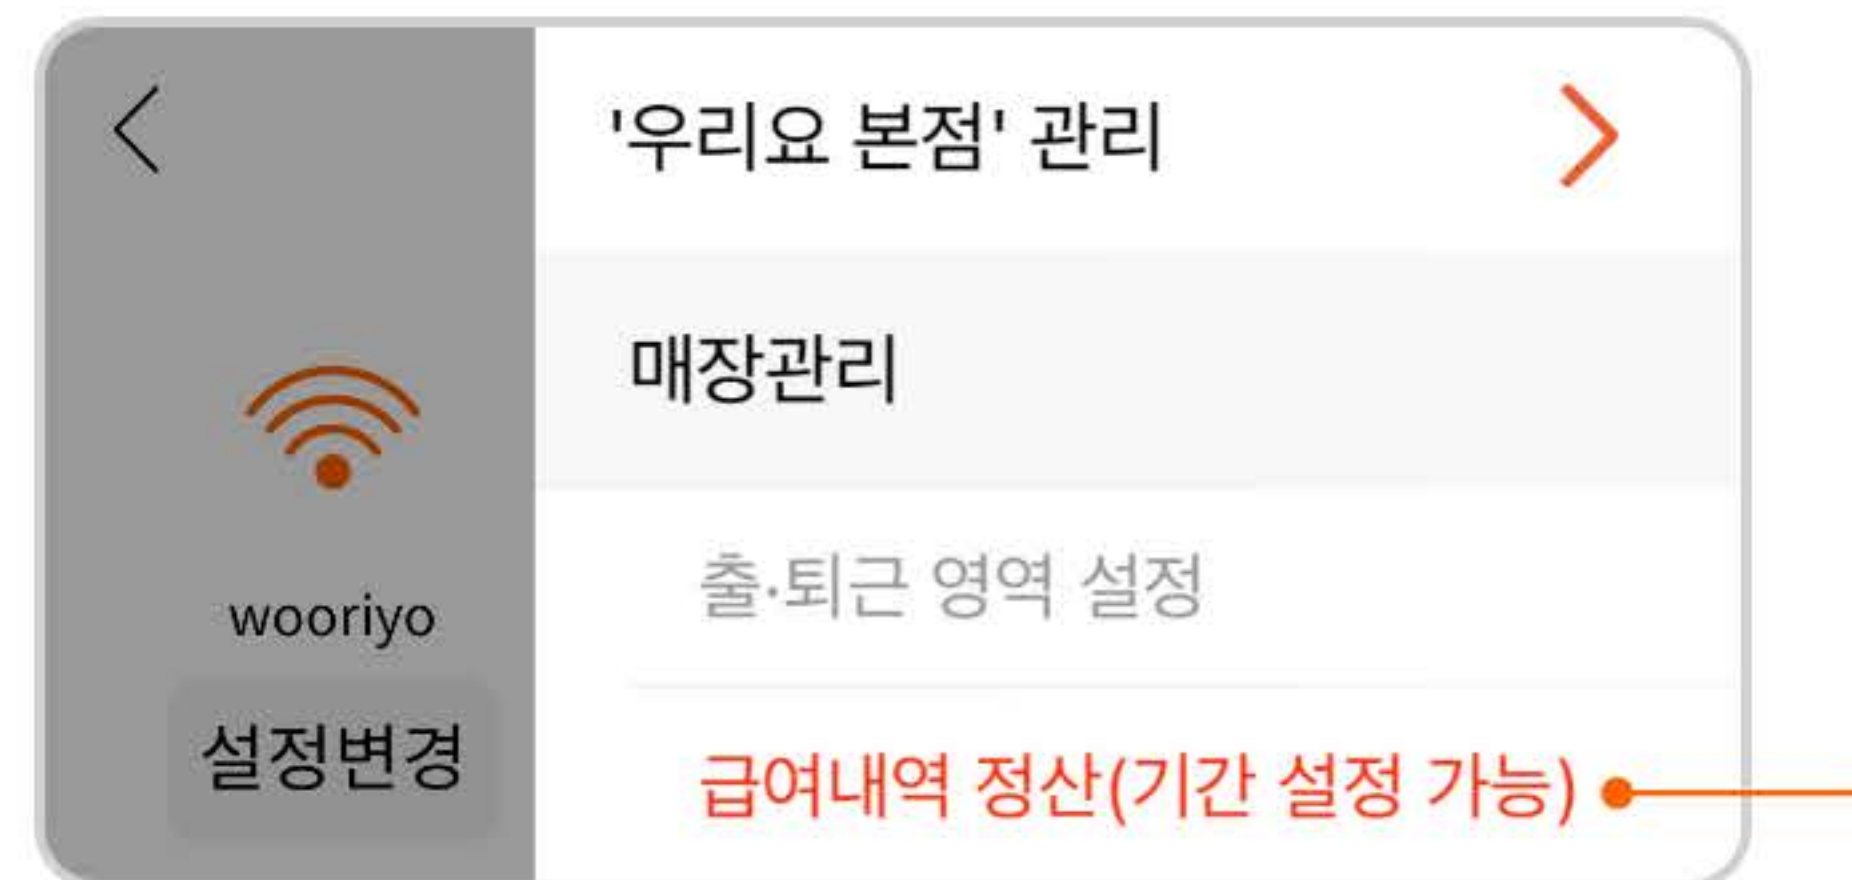 '우리요 본점' 관리
매장관리
출·퇴근 영역 설정
급여내역 정산(기간 설정 가능)
wooriyo
설정변경